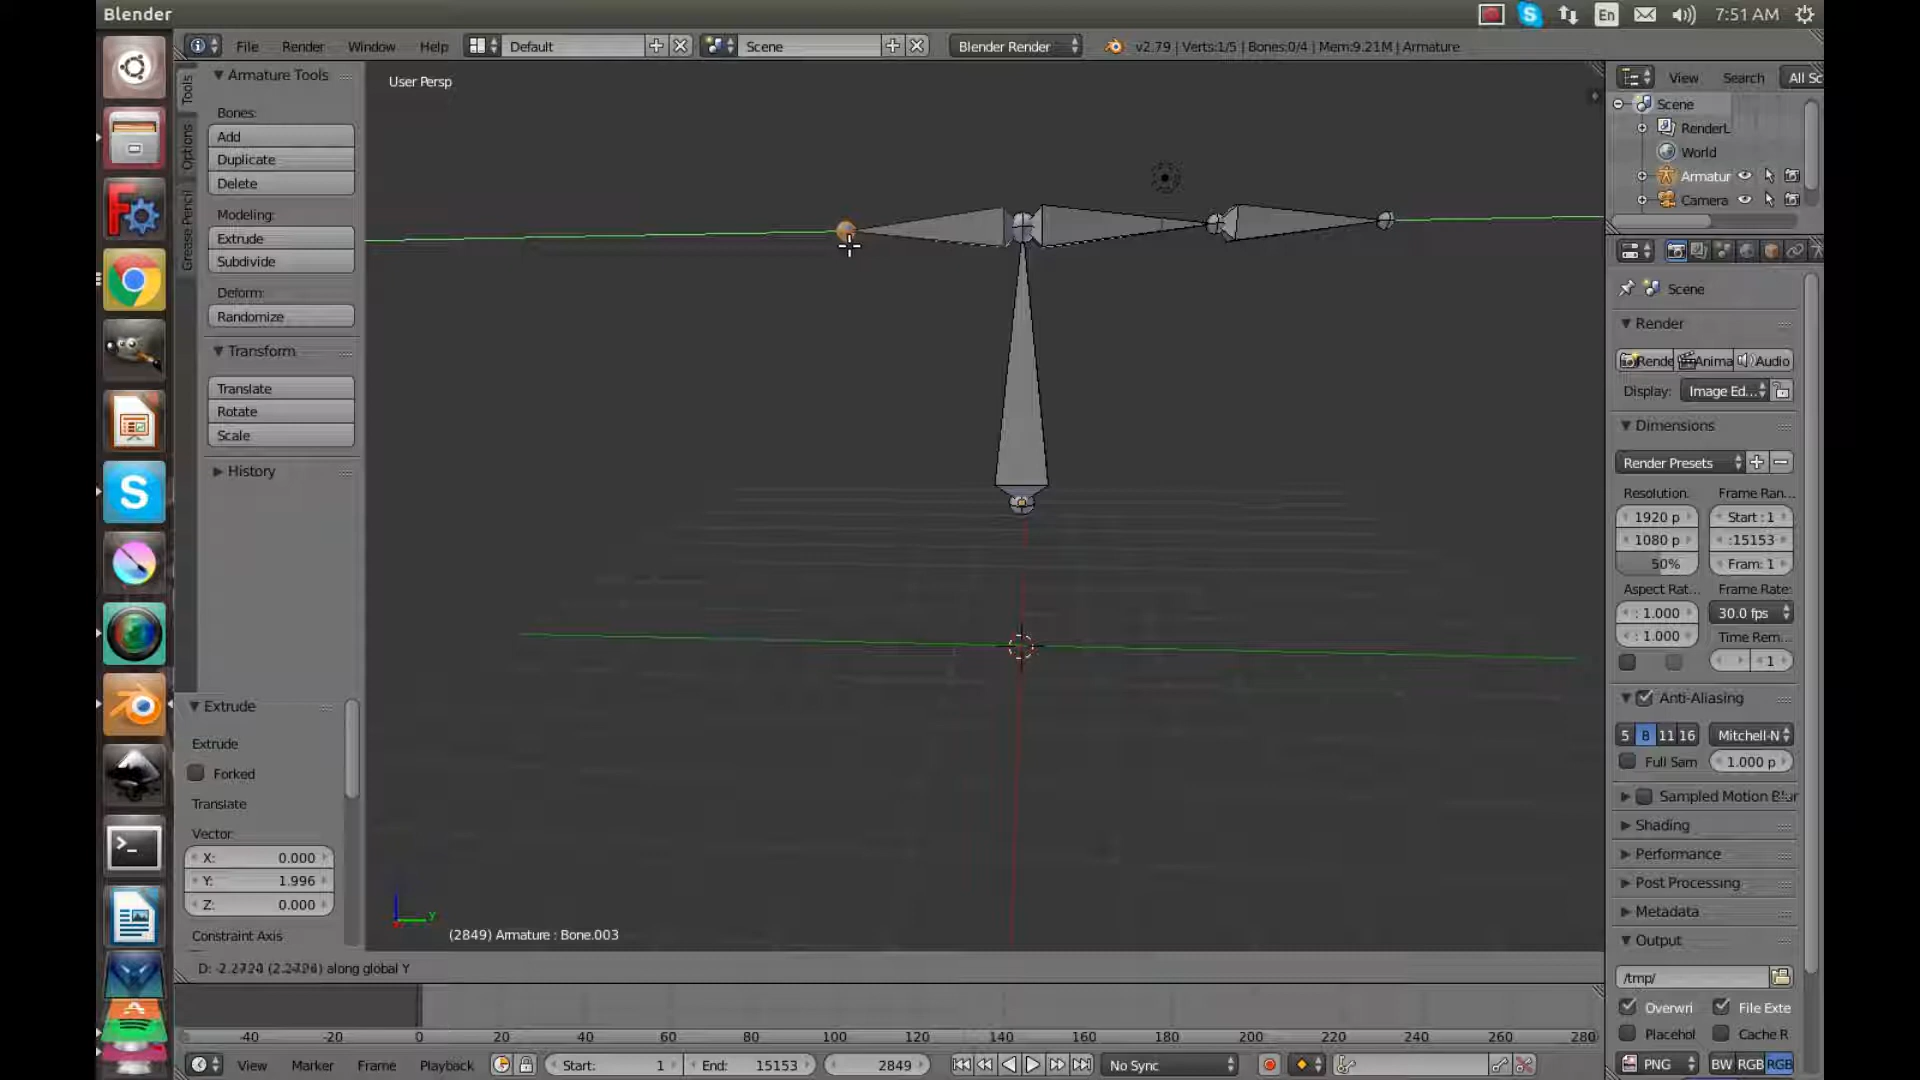 Blender
S
En
7:51 AM
File
Render
Window
Help
Default
Scene
Blender Render
v2.79 | Verts:1/5 | Bones:0/4 | Mem:9.21M | Armature
Tools
Options
Grease Pencil
Armature Tools
Bones:
Add
Duplicate
Delete
Modeling:
Extrude
Subdivide
Deform:
Randomize
Transform
Translate
Rotate
Scale
History
Extrude
Extrude
Forked
Translate
Vector:
X: 0.000
Y: 1.996
Z: 0.000
Constraint Axis
User Persp
y
(2849) Armature : Bone.003
along global Y
View
Search
All Sc
Scene
RenderL
World
Armatur
Camera
Scene
Render
Rende
Anima
Audio
Display:
Image Ed...
Dimensions
Render Presets
Resolution.
Frame Ran...
1920 p
Start :1
1080 p
:15153
50%
Fram: 1
Aspect Rat...
Frame Rate:
: 1.000
30.0 fps
: 1.000
Time Rem...
1
Anti-Aliasing
5
8
11
16
Mitchell-N
Full Sam
1.000 p
Sampled Motion Blur
Shading
Performance
Post Processing
Metadata
Output
/tmp/
Overwri
File Exte
Placehol
Cache R
PNG
BW
RGB
RGB
-40
-20
20
40
60
80
100
120
140
160
180
200
220
240
260
280
View
Marker
Frame
Playback
Start: 1
End: 15153
2849
No Sync